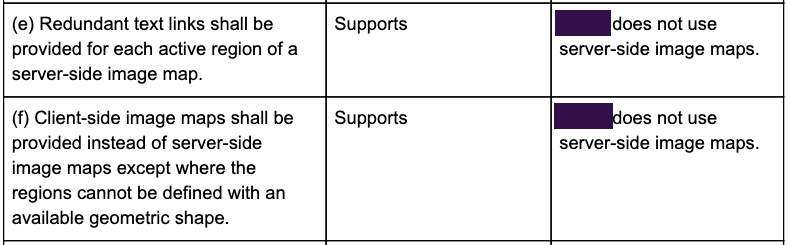 (e) Redundant text links shall be
provided for each active region of a
server-side image map.
Supports
does not use
server-side image maps.
(f) Client-side image maps shall be
provided instead of server-side
image maps except where the
regions cannot be defined with an
available geometric shape.
Supports
does not use
server-side image maps.